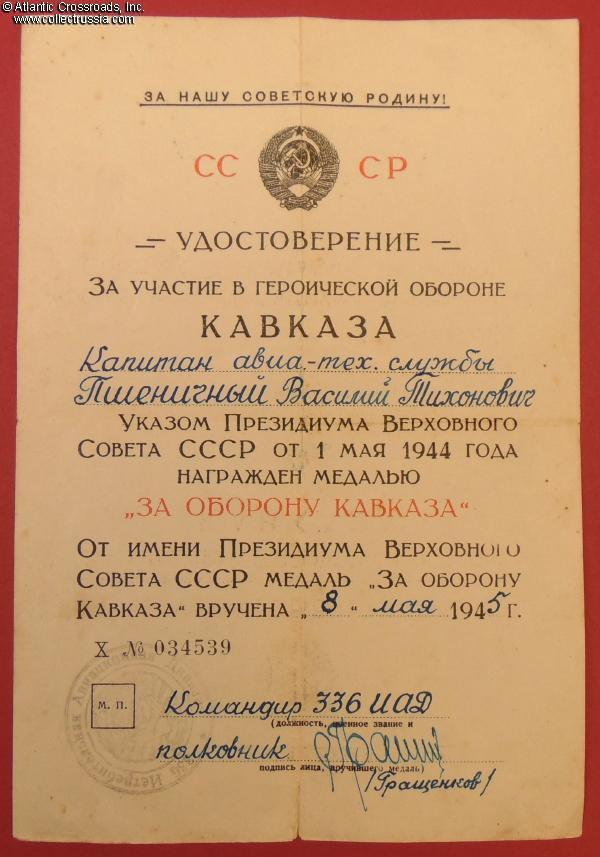 © Atlantic Crossroads, Inc.
www.collectrussia.com
ЗА НАШУ СОВЕТСКУЮ РОДИНУ!
СС СР
УДОСТОВЕРЕНИЕ
ЗА УЧАСТИЕ В ГЕРОИЧЕСКОЙ ОБОРОНЕ
КАВКАЗА
Капитан авиа.-тех. службы
Пшеничный Василий Тихонович
УКАЗОМ ПРЕЗИДИУМА ВЕРХОВНОГО
СОВЕТА СССР ОТ 1 МАЯ 1944 ГОДА
НАГРАЖДЕН МЕДАЛЬЮ
„ЗА ОБОРОНУ КАВКАЗА“
ОТ ИМЕНИ ПРЕЗИДИУМА ВЕРХОВНОГО
СОВЕТА СССР МЕДАЛЬ „ЗА ОБОРОНУ
КАВКАЗА“ ВРУЧЕНА „8“ мая 1945 г.
Х № 034539
М. П.
Командир 336 ИАД
(должность, военное звание и
полковник
подпись лица, вручившего медаль)
/Гращенков/